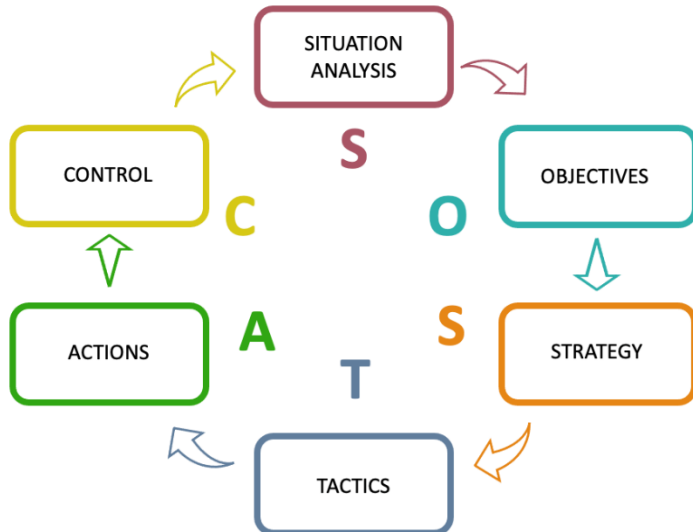 SITUATION
ANALYSIS
S
CONTROL
C
O
OBJECTIVES
ACTIONS
A
S
STRATEGY
T
TACTICS